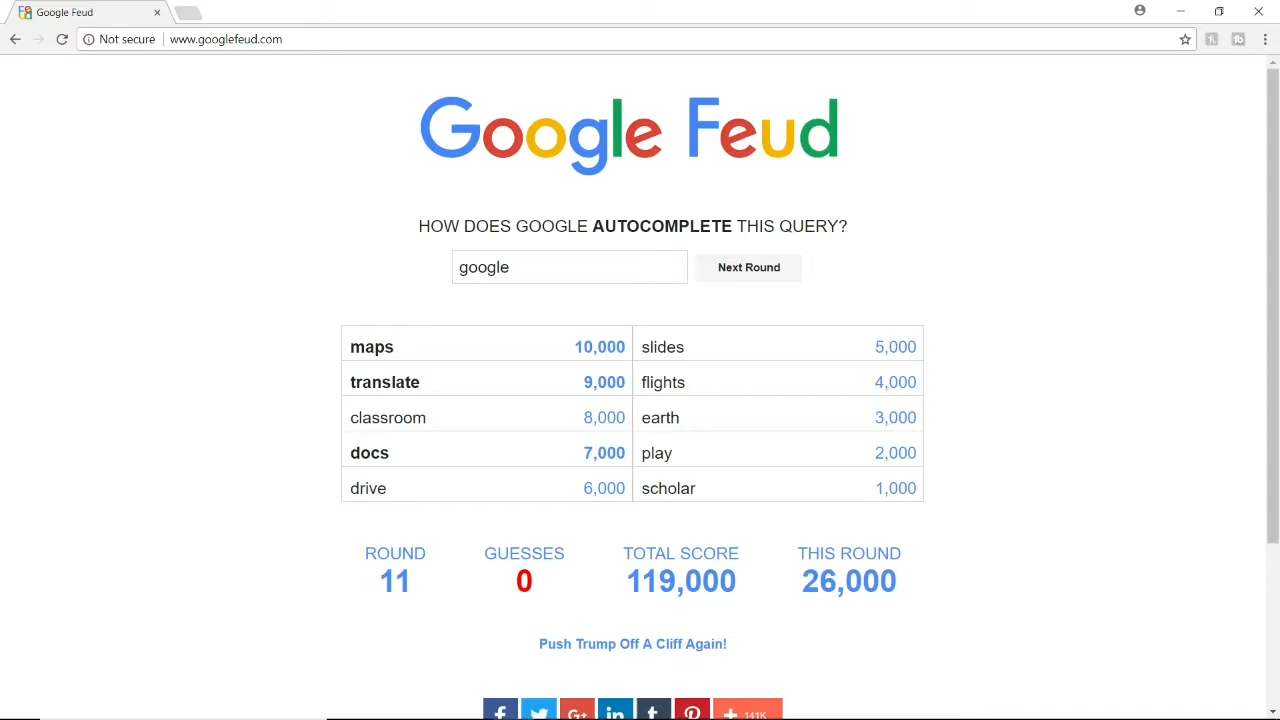 Google Feud
Not secure
www.googlefeud.com
Google Feud
HOW DOES GOOGLE AUTOCOMPLETE THIS QUERY?
google
Next Round
maps 10,000 slides 5,000
translate 9,000 flights 4,000
classroom 8,000 earth 3,000
docs 7,000 play 2,000
drive 6,000 scholar 1,000
ROUND GUESSES TOTAL SCORE THIS ROUND
11 0 119,000 26,000
Push Trump Off A Cliff Again!
141K